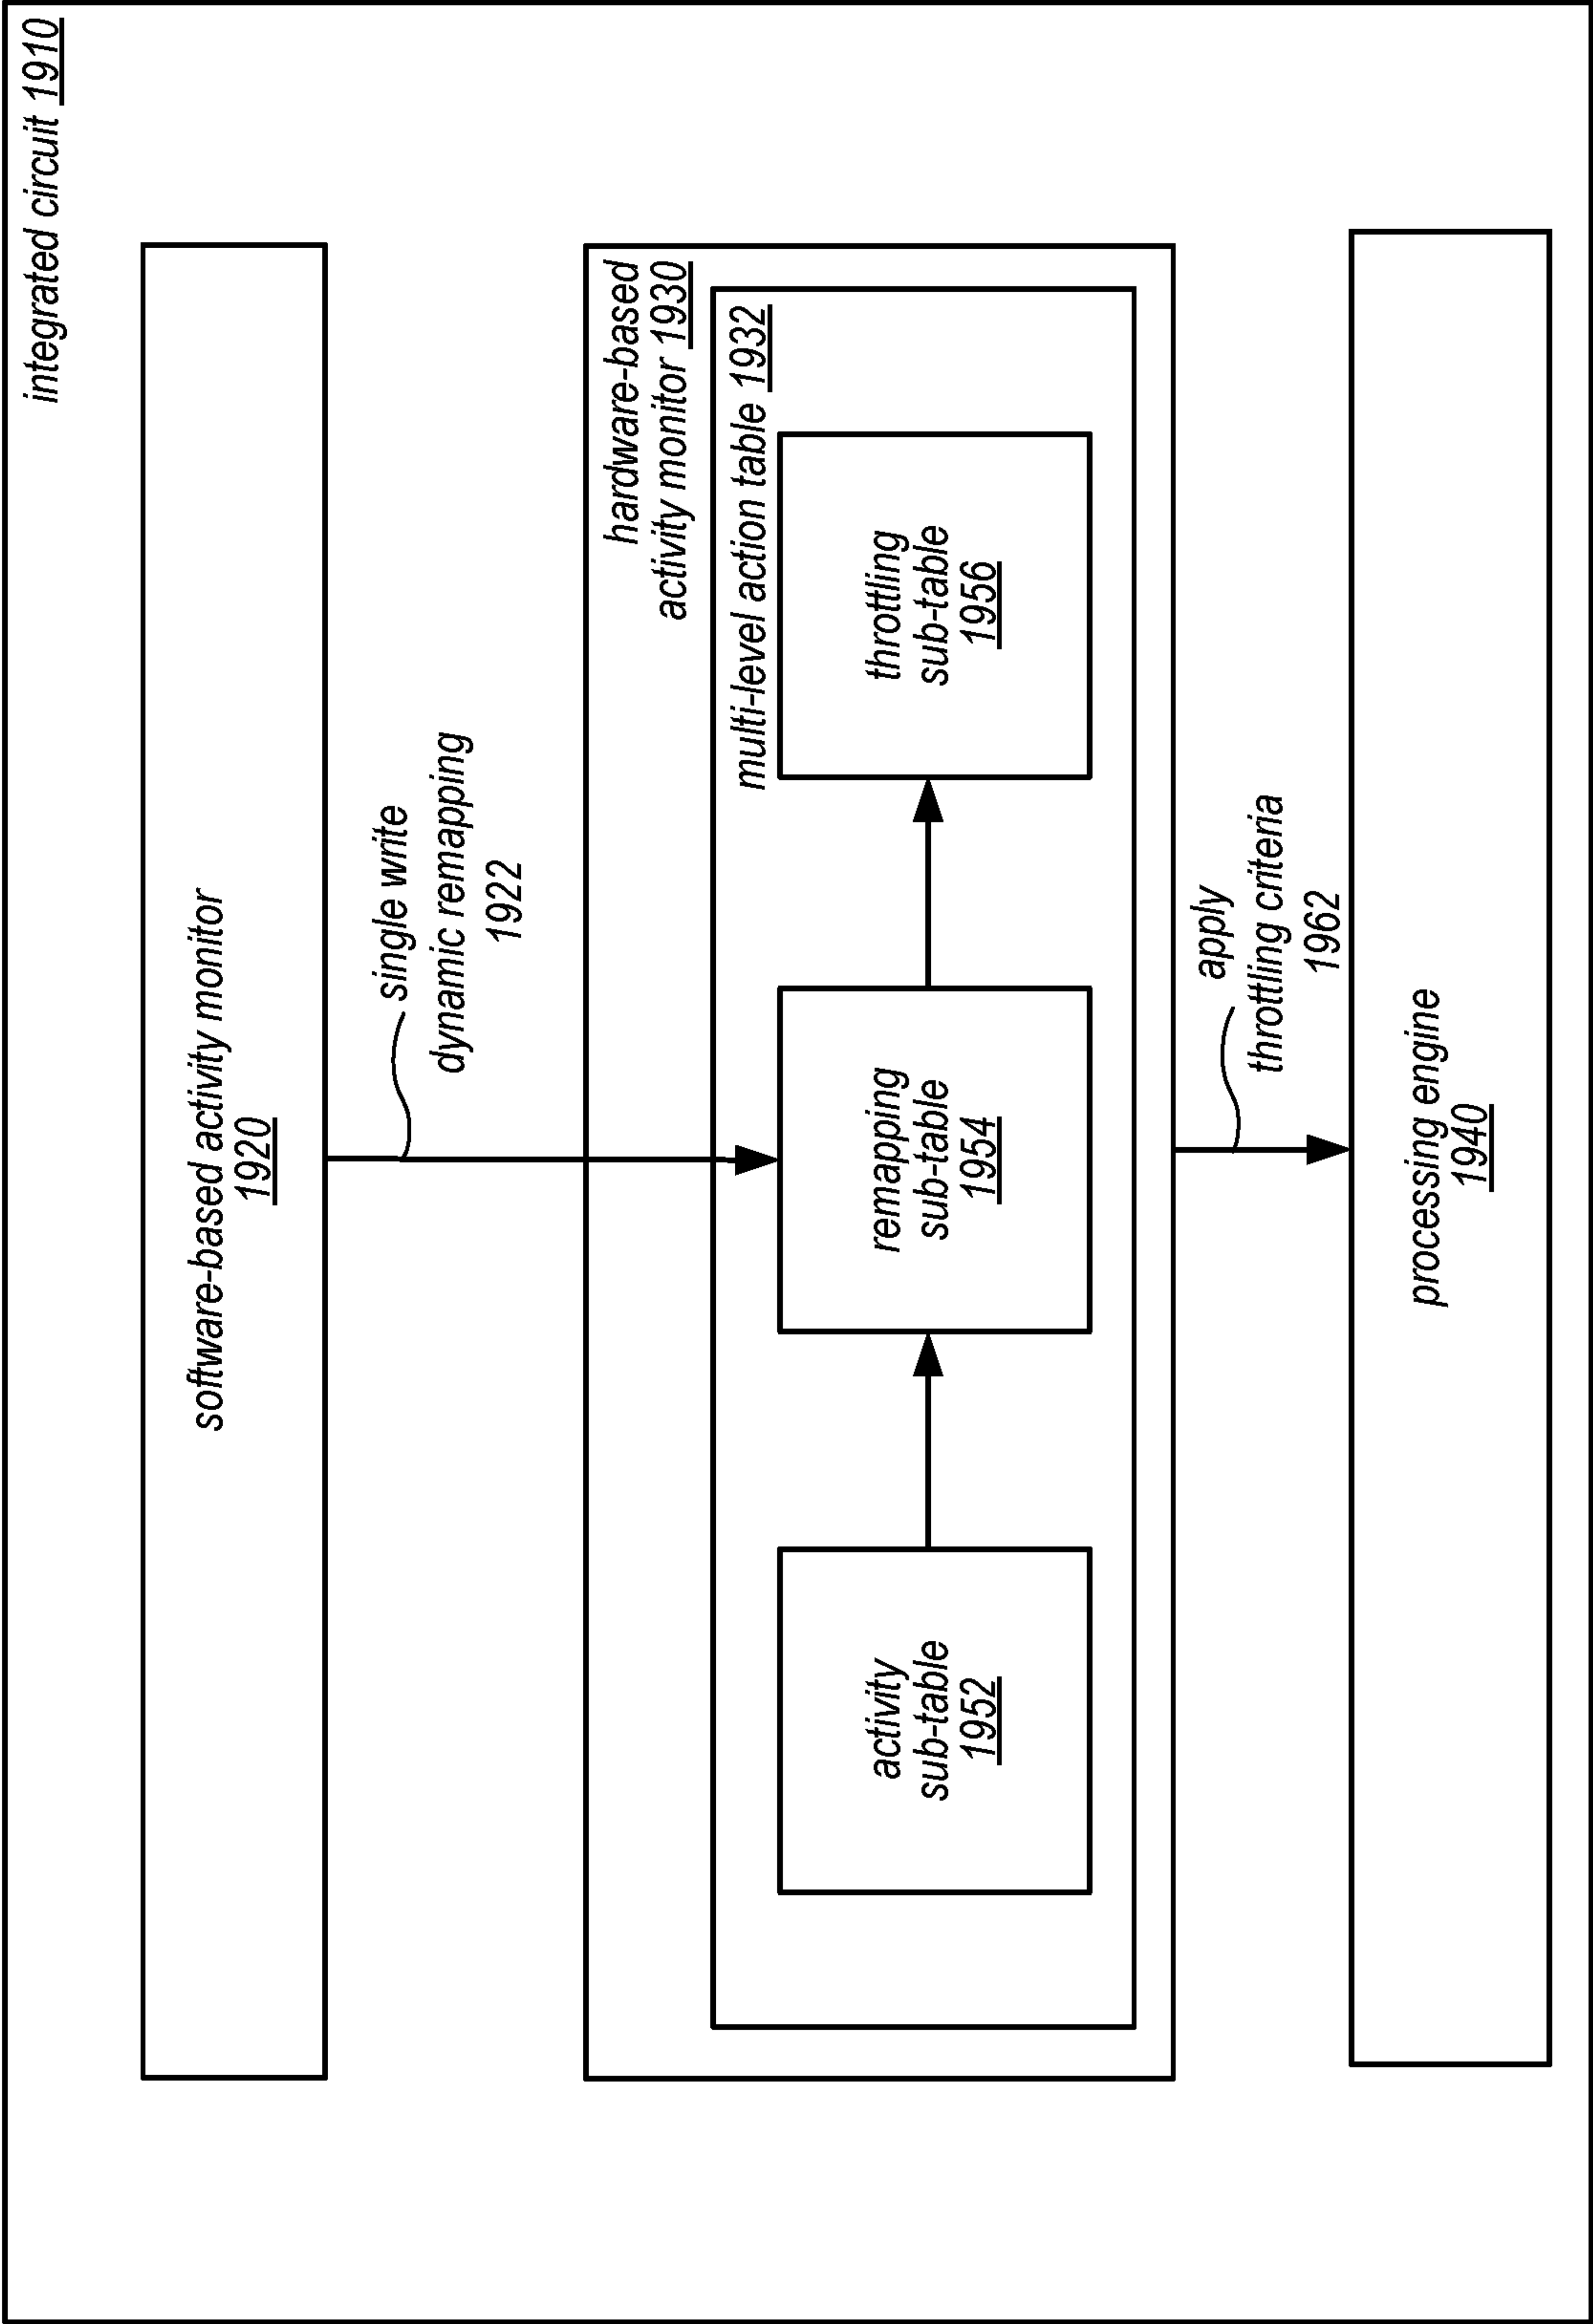 integrated circuit 1910
software-based activity monitor
1920
single write
dynamic remapping
1922
hardware-based
activity monitor 1930
multi-level action table 1932
activity
sub-table
1952
remapping
sub-table
1954
throttling
sub-table
1956
apply
throttling criteria
1962
processing engine
1940